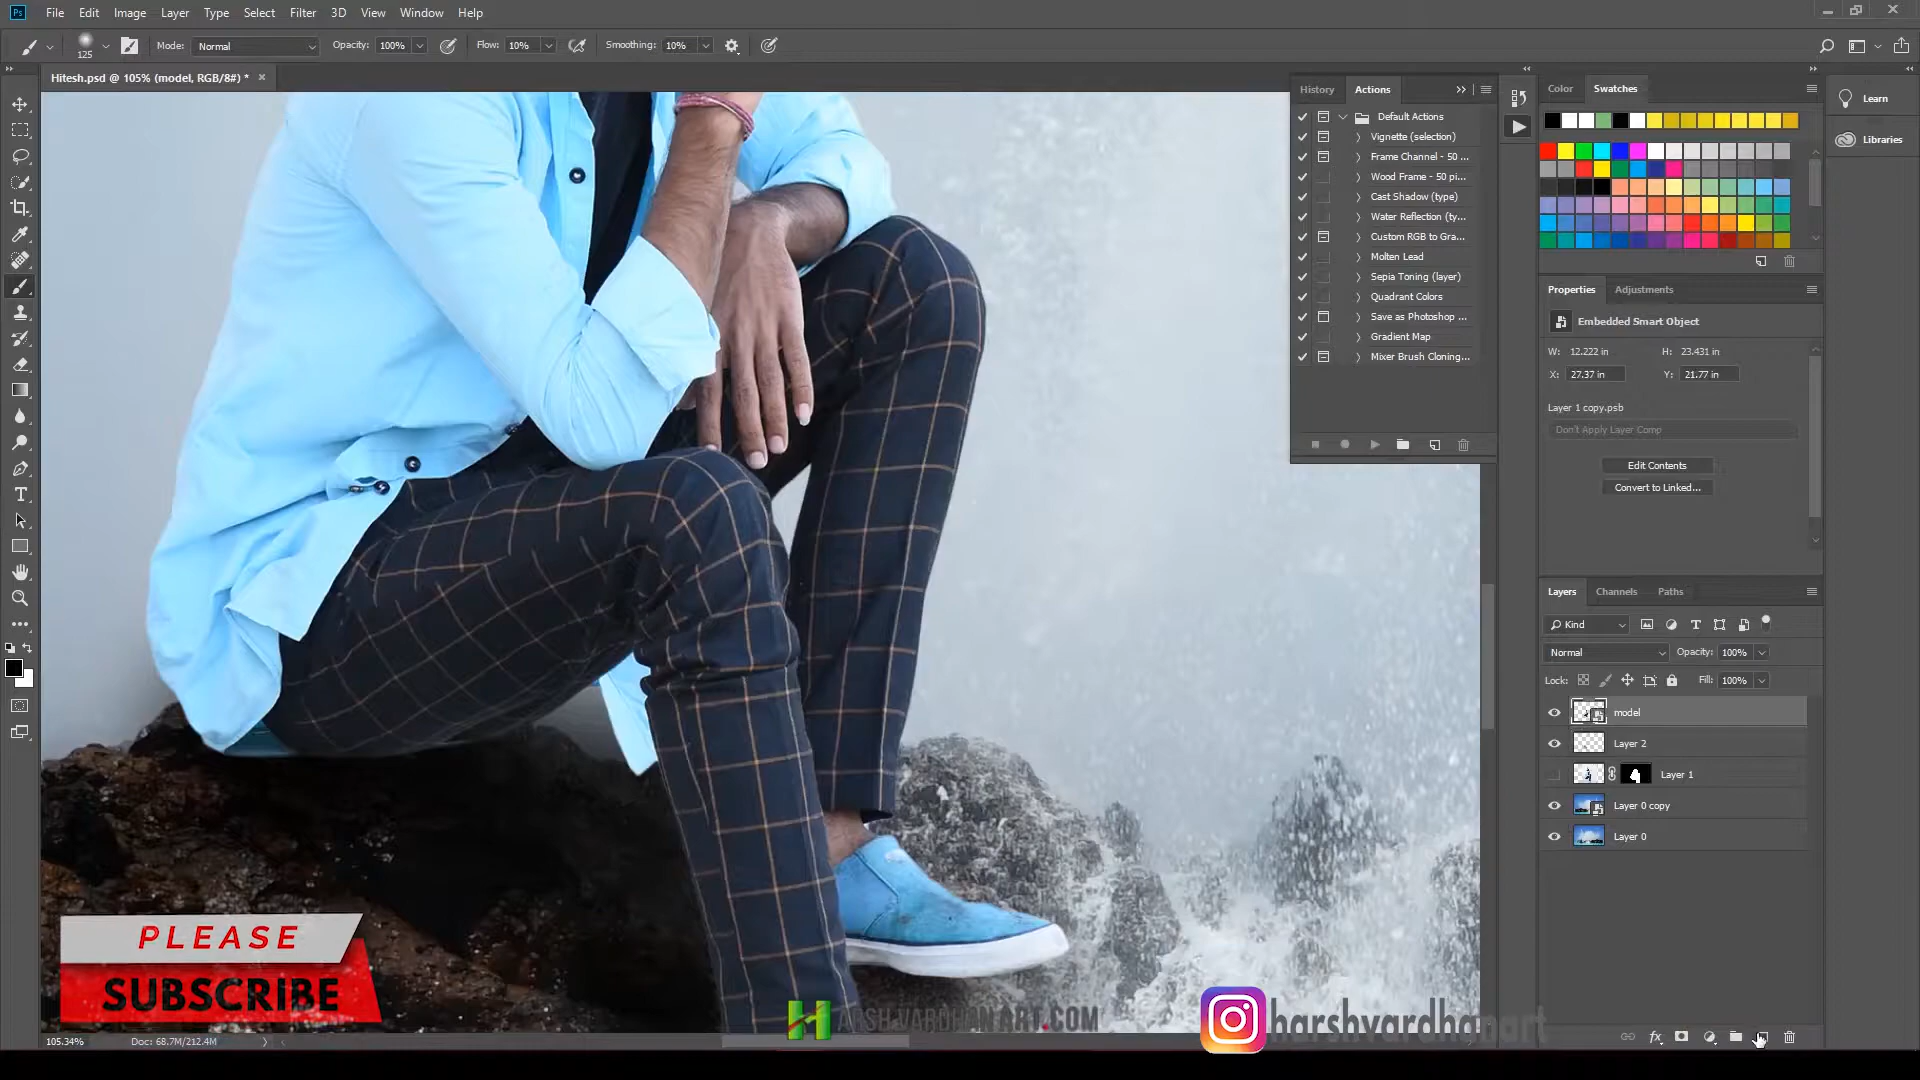 Ps File Edit Image Layer Type Select Filter 3D View Window Help
125 Mode: Normal Opacity: 100% Flow: 10% Smoothing: 10%
Hitesh.psd @ 105% (model, RGB/8#) *
History Actions
Default Actions
Vignette (selection)
Frame Channel - 50 ...
Wood Frame - 50 pi...
Cast Shadow (type)
Water Reflection (ty...
Custom RGB to Gra...
Molten Lead
Sepia Toning (layer)
Quadrant Colors
Save as Photoshop ...
Gradient Map
Mixer Brush Cloning...
Color Swatches
Learn
Libraries
Properties Adjustments
Embedded Smart Object
W: 12.222 in H: 23.431 in
X: 27.37 in Y: 21.77 in
Layer 1 copy.psb
Don't Apply Layer Comp
Edit Contents
Convert to Linked...
Layers Channels Paths
Kind
Normal Opacity: 100%
Lock: Fill: 100%
model
Layer 2
Layer 1
Layer 0 copy
Layer 0
PLEASE
SUBSCRiBE
HARSHVARDHANART.COM
harshvardhanart
105.34% Doc: 68.7M/212.4M